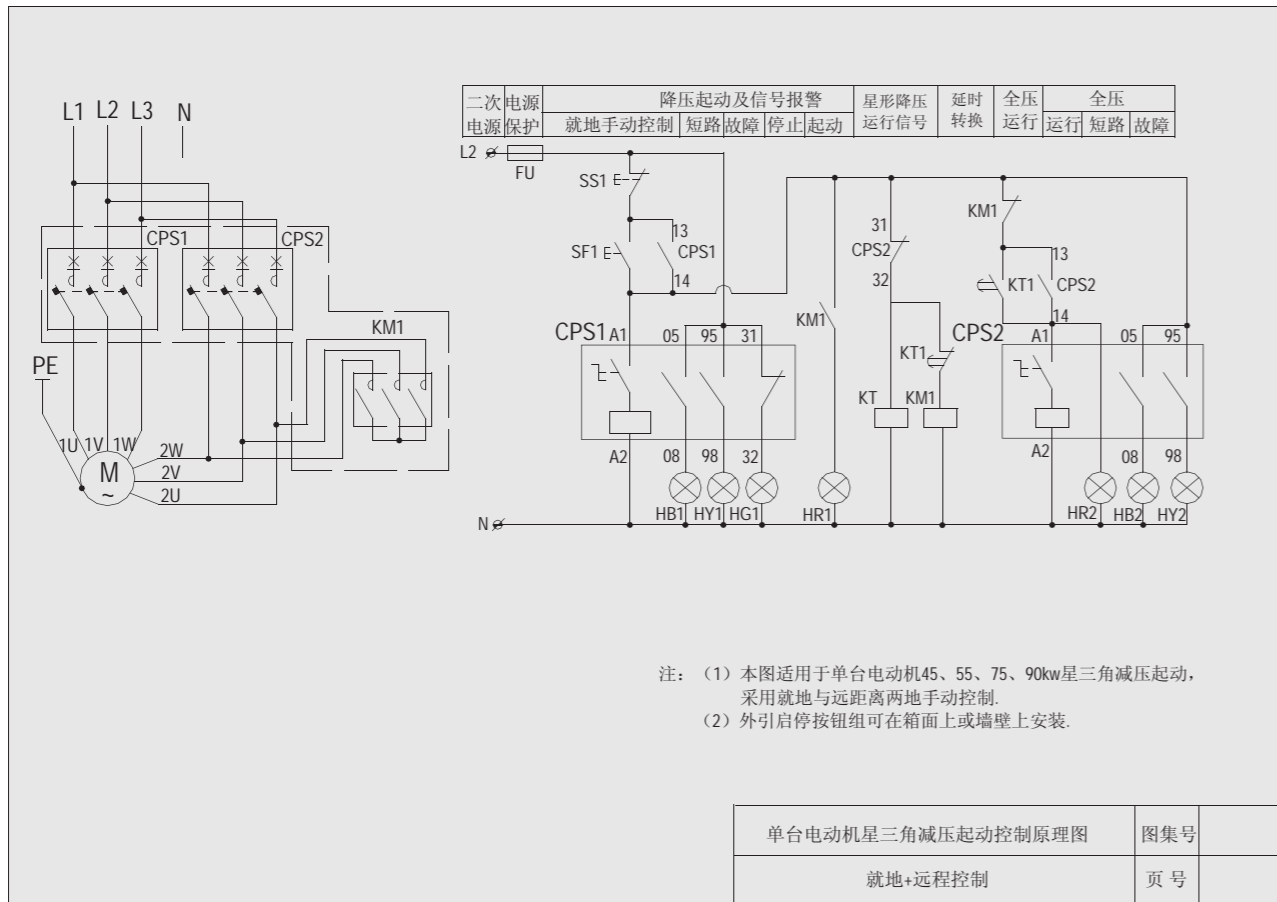 L1 L2 L3 N
CPS1 CPS2
KM1
PE
1U 1V 1W
2W
M
~
2V
2U
二次 电源 降压起动及信号报警 星形降压 延时 全压 全压
电源 保护 就地手动控制 短路 故障 停止 起动 运行信号 转换 运行 运行 短路 故障
L2
FU
SS1
KM1
13
SF1 CPS1
14
31
CPS2
32
13
KT1 CPS2
14
KM1
CPS1 A1 05 95 31
KT1
CPS2 A1 05 95
KT KM1
A2 08 98 32
A2 08 98
HB1 HY1 HG1 HR1
HR2 HB2 HY2
N
注：（1）本图适用于单台电动机45、55、75、90kw星三角减压起动，
采用就地与远距离两地手动控制.
（2）外引启停按钮组可在箱面上或墙壁上安装.
单台电动机星三角减压起动控制原理图 图集号
就地+远程控制 页 号